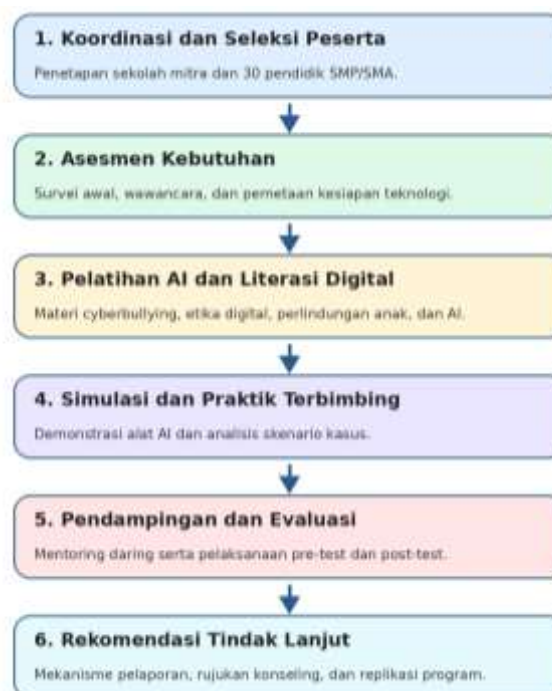 1. Koordinasi dan Seleksi Peserta
Penetapan sekolah mitra dan 30 pendidik SMP/SMA.
2. Asesmen Kebutuhan
Survei awal, wawancara, dan pemetaan kesiapan teknologi.
3. Pelatihan AI dan Literasi Digital
Materi cyberbullying, etika digital, perlindungan anak, dan AI.
4. Simulasi dan Praktik Terbimbing
Demonstrasi alat AI dan analisis skenario kasus.
5. Pendampingan dan Evaluasi
Mentoring daring serta pelaksanaan pre-test dan post-test.
6. Rekomendasi Tindak Lanjut
Mekanisme pelaporan, rujukan konseling, dan replikasi program.